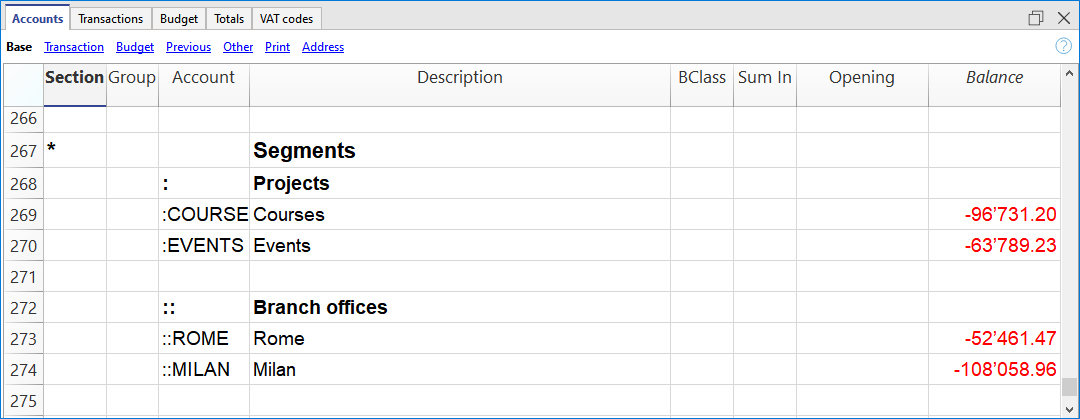 Accounts Transactions Budget Totals VAT codes
Base Transaction Budget Previous Other Print Address ?
Section Group Account Description BClass Sum In Opening Balance
266
267 * Segments
268 : Projects
269 :COURSE Courses -96’731.20
270 :EVENTS Events -63’789.23
271
272 :: Branch offices
273 ::ROME Rome -52’461.47
274 ::MILAN Milan -108’058.96
275